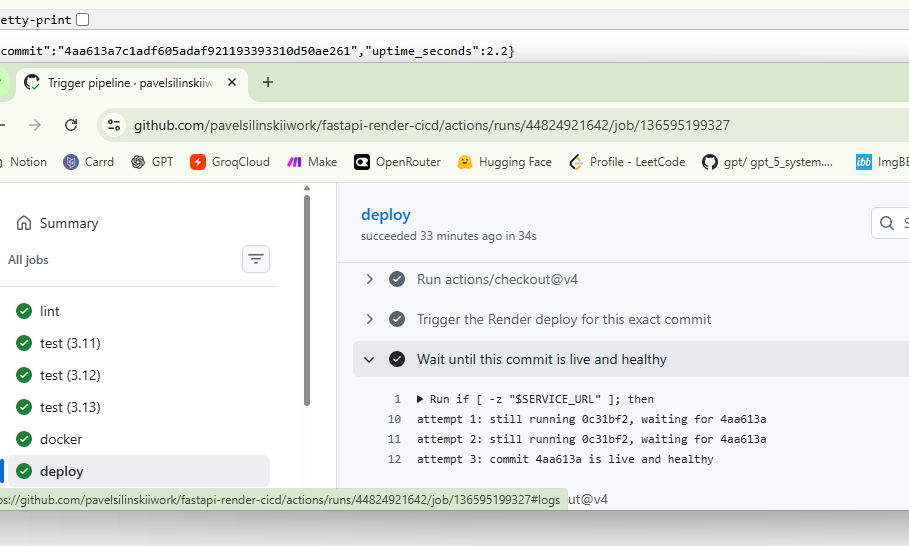 etty-print
commit":"4aa613a7c1adf605adaf921193393310d50ae261","uptime_seconds":2.2}
Trigger pipeline · pavelsilinskiiw
github.com/pavelsilinskiiwork/fastapi-render-cicd/actions/runs/44824921642/job/136595199327
Notion Carrd GPT GroqCloud Make OpenRouter Hugging Face Profile - LeetCode gpt/ gpt_5_system.... ibb ImgBB
Summary
All jobs
lint
test (3.11)
test (3.12)
test (3.13)
docker
deploy
deploy
succeeded 33 minutes ago in 34s
S
Run actions/checkout@v4
Trigger the Render deploy for this exact commit
Wait until this commit is live and healthy
1 Run if [ -z "$SERVICE_URL" ]; then
10 attempt 1: still running 0c31bf2, waiting for 4aa613a
11 attempt 2: still running 0c31bf2, waiting for 4aa613a
12 attempt 3: commit 4aa613a is live and healthy
ut@v4
ps://github.com/pavelsilinskiiwork/fastapi-render-cicd/actions/runs/44824921642/job/136595199327#logs